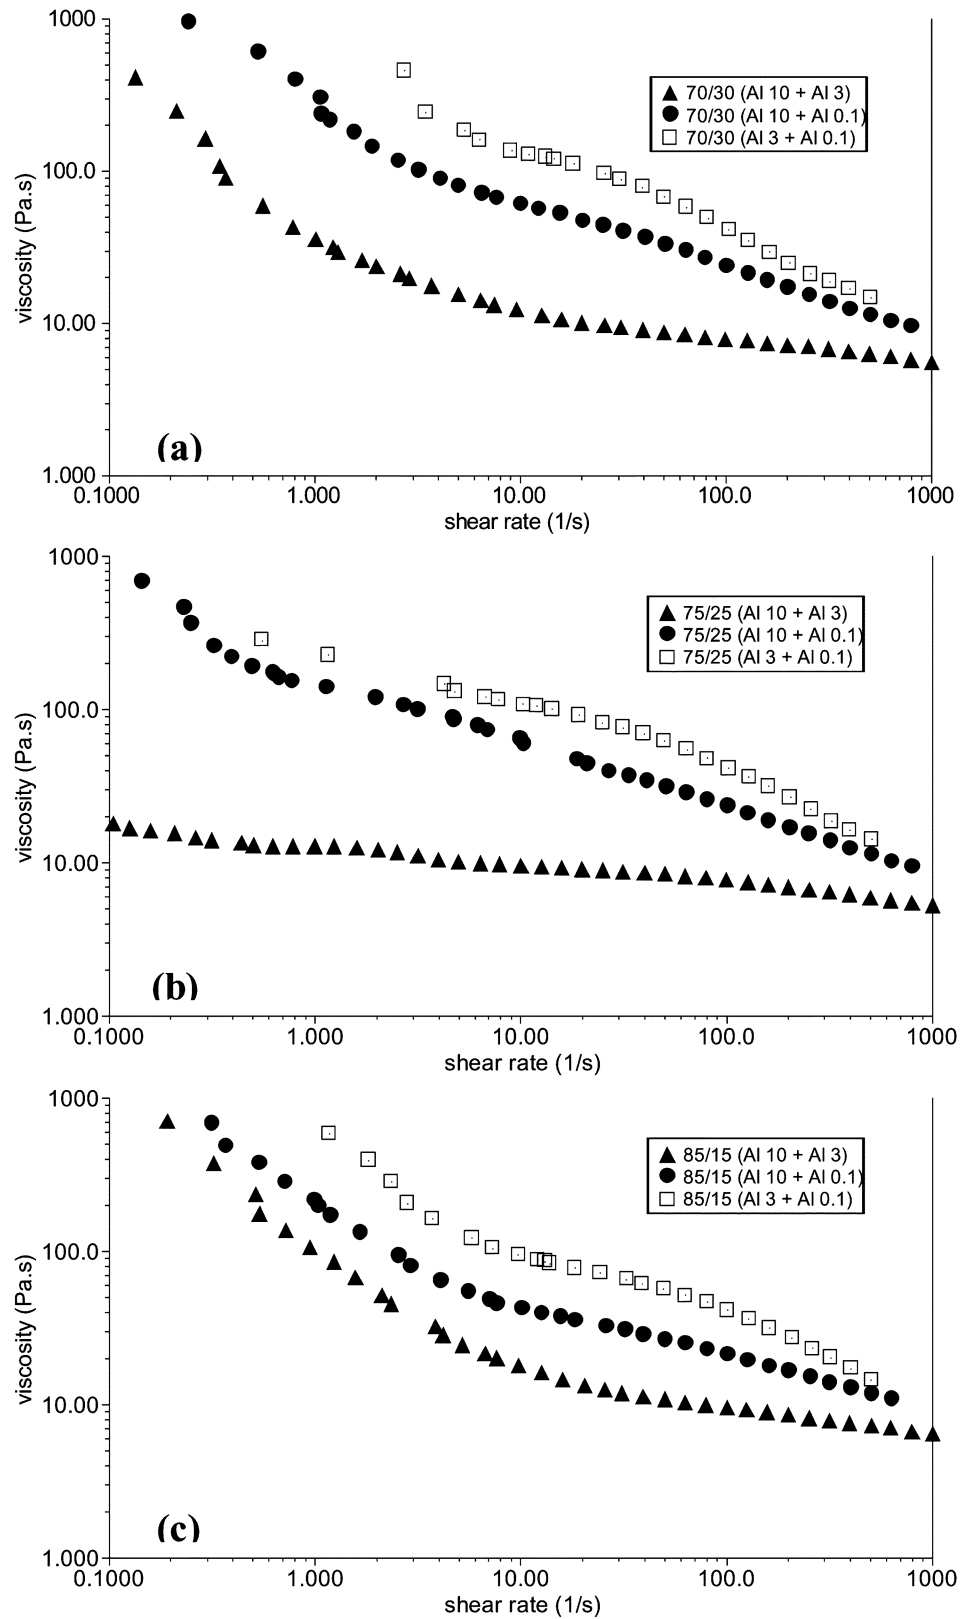 1000
100.0
10.00
1.000
viscosity (Pa.s)
70/30 (Al 10 + Al 3)
70/30 (Al 10 + Al 0.1)
70/30 (Al 3 + Al 0.1)
(a)
0.1000 1.000 10.00 100.0 1000
shear rate (1/s)
1000
100.0
10.00
1.000
viscosity (Pa.s)
75/25 (Al 10 + Al 3)
75/25 (Al 10 + Al 0.1)
75/25 (Al 3 + Al 0.1)
(b)
0.1000 1.000 10.00 100.0 1000
shear rate (1/s)
1000
100.0
10.00
1.000
viscosity (Pa.s)
85/15 (Al 10 + Al 3)
85/15 (Al 10 + Al 0.1)
85/15 (Al 3 + Al 0.1)
(c)
0.1000 1.000 10.00 100.0 1000
shear rate (1/s)